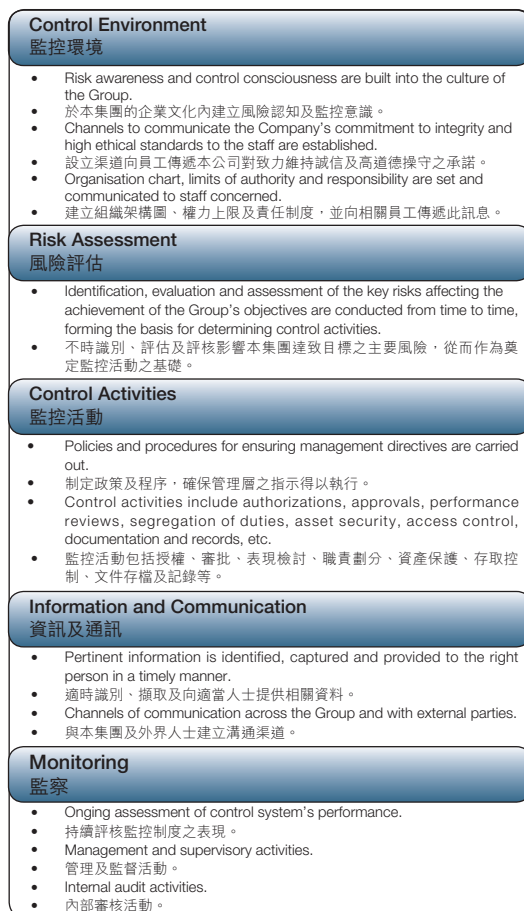 Control Environment
監控環境
• Risk awareness and control consciousness are built into the culture of
the Group.
• 於本集團的企業文化內建立風險認知及監控意識。
• Channels to communicate the Company's commitment to integrity and
high ethical standards to the staff are established.
• 設立渠道向員工傳遞本公司對致力維持誠信及高道德操守之承諾。
• Organisation chart, limits of authority and responsibility are set and
communicated to staff concerned.
• 建立組織架構圖、權力上限及責任制度，並向相關員工傳遞此訊息。
Risk Assessment
風險評估
• Identification, evaluation and assessment of the key risks affecting the
achievement of the Group's objectives are conducted from time to time,
forming the basis for determining control activities.
• 不時識別、評估及評核影響本集團達致目標之主要風險，從而作為奠
定監控活動之基礎。
Control Activities
監控活動
• Policies and procedures for ensuring management directives are carried
out.
• 制定政策及程序，確保管理層之指示得以執行。
• Control activities include authorizations, approvals, performance
reviews, segregation of duties, asset security, access control,
documentation and records, etc.
• 監控活動包括授權、審批、表現檢討、職責劃分、資產保護、存取控
制、文件存檔及記錄等。
Information and Communication
資訊及通訊
• Pertinent information is identified, captured and provided to the right
person in a timely manner.
• 適時識別、擷取及向適當人士提供相關資料。
• Channels of communication across the Group and with external parties.
• 與本集團及外界人士建立溝通渠道。
Monitoring
監察
• Onging assessment of control system's performance.
• 持續評核監控制度之表現。
• Management and supervisory activities.
• 管理及監督活動。
• Internal audit activities.
• 內部審核活動。